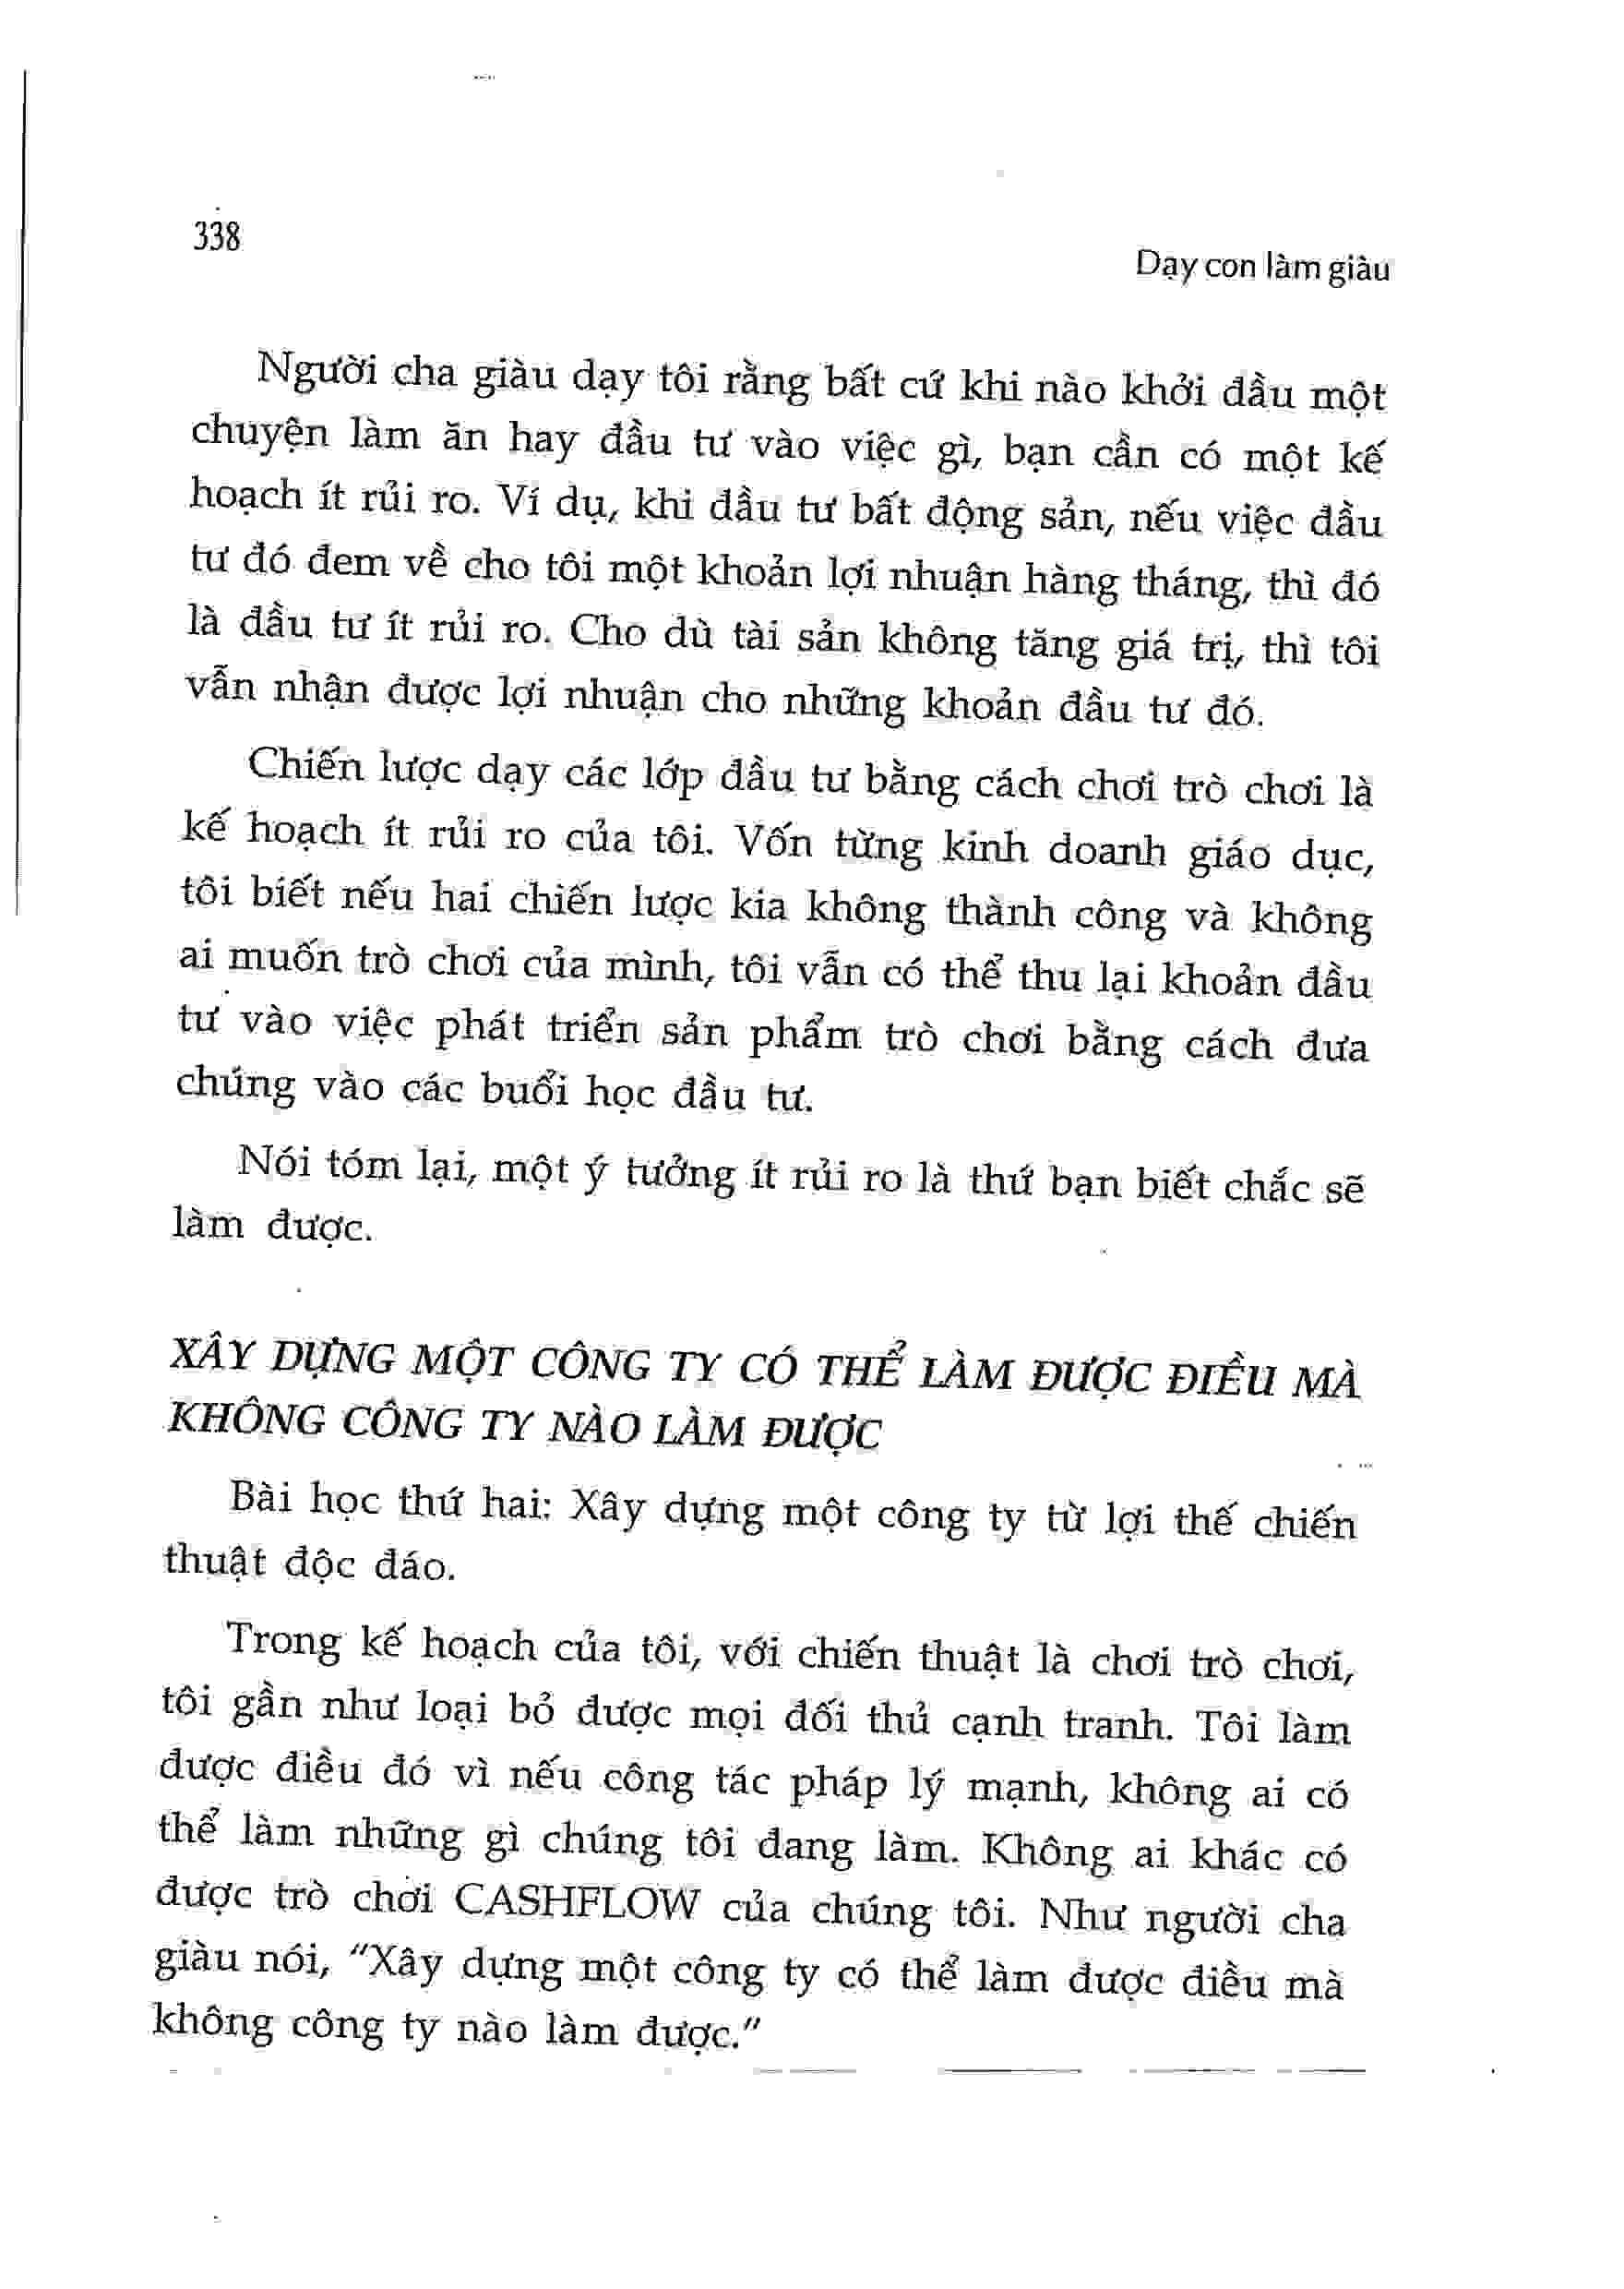 338
Dạy con làm giàu
Người cha giàu dạy tôi rằng bất cứ khi nào khởi đầu một
chuyện làm ăn hay đầu tư vào việc gì, bạn cần có một kế
hoạch ít rủi ro. Ví dụ, khi đầu tư bất động sản, nếu việc đầu
tư đó đem về cho tôi một khoản lợi nhuận hàng tháng, thì đó
là đầu tư ít rủi ro. Cho dù tài sản không tăng giá trị, thì tôi
vẫn nhận được lợi nhuận cho những khoản đầu tư đó.
Chiến lược dạy các lớp đầu tư bằng cách chơi trò chơi là
kế hoạch ít rủi ro của tôi. Vốn từng kinh doanh giáo dục,
tôi biết nếu hai chiến lược kia không thành công và không
ai muốn trò chơi của mình, tôi vẫn có thể thu lại khoản đầu
tư vào việc phát triển sản phẩm trò chơi bằng cách đưa
chúng vào các buổi học đầu tư.
Nói tóm lại, một ý tưởng ít rủi ro là thứ bạn biết chắc sẽ
làm được.
XÂY DỰNG MỘT CÔNG TY CÓ THỂ LÀM ĐƯỢC ĐIỀU MÀ
KHÔNG CÔNG TY NÀO LÀM ĐƯỢC
Bài học thứ hai: Xây dựng một công ty từ lợi thế chiến
thuật độc đáo.
Trong kế hoạch của tôi, với chiến thuật là chơi trò chơi,
tôi gần như loại bỏ được mọi đối thủ cạnh tranh. Tôi làm
được điều đó vì nếu công tác pháp lý mạnh, không ai có
thể làm những gì chúng tôi đang làm. Không ai khác có
được trò chơi CASHFLOW của chúng tôi. Như người cha
giàu nói, "Xây dựng một công ty có thể làm được điều mà
không công ty nào làm được."